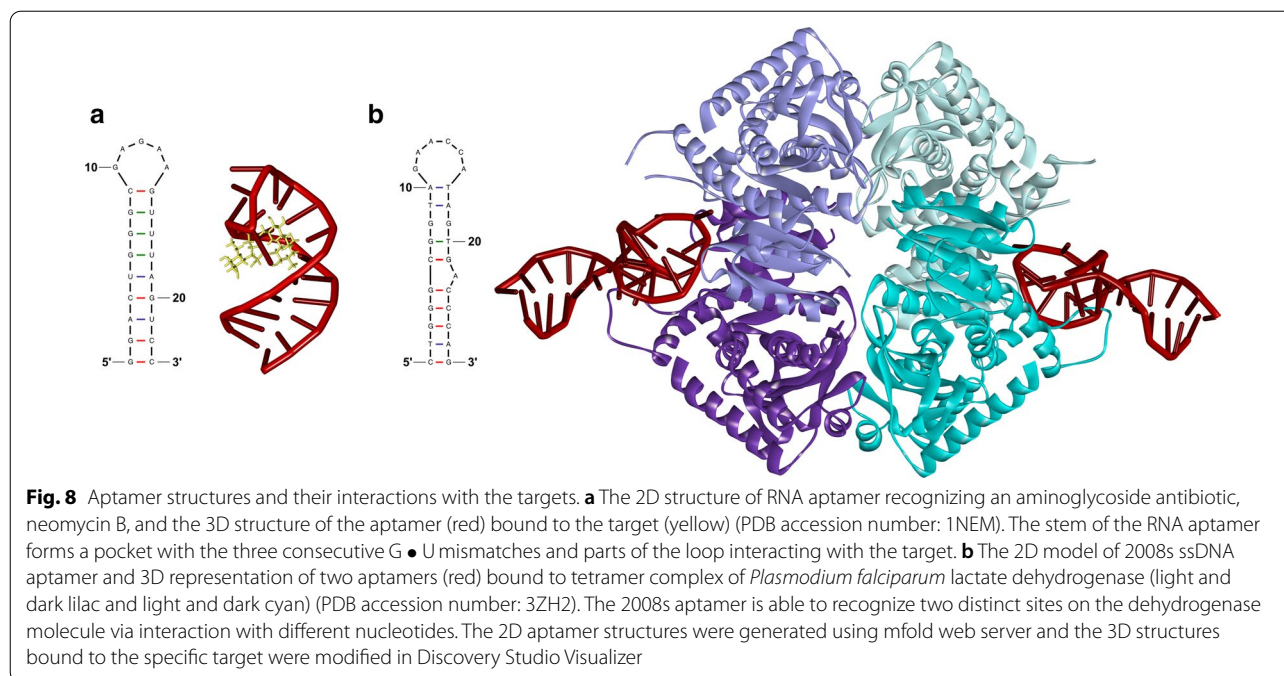 a
b
A G
G A
10 G A
C G
G U
G U
G U
U A
C G 20
A U
G C
5' G C 3'
A A C
A C
G A
10 A T
T A
G G
G T 20
C G
A
G C
G C
G C
T A
5' C G 3'
Fig. 8 Aptamer structures and their interactions with the targets. a The 2D structure of RNA aptamer recognizing an aminoglycoside antibiotic,
neomycin B, and the 3D structure of the aptamer (red) bound to the target (yellow) (PDB accession number: 1NEM). The stem of the RNA aptamer
forms a pocket with the three consecutive G ● U mismatches and parts of the loop interacting with the target. b The 2D model of 2008s ssDNA
aptamer and 3D representation of two aptamers (red) bound to tetramer complex of Plasmodium falciparum lactate dehydrogenase (light and
dark lilac and light and dark cyan) (PDB accession number: 3ZH2). The 2008s aptamer is able to recognize two distinct sites on the dehydrogenase
molecule via interaction with different nucleotides. The 2D aptamer structures were generated using mfold web server and the 3D structures
bound to the specific target were modified in Discovery Studio Visualizer